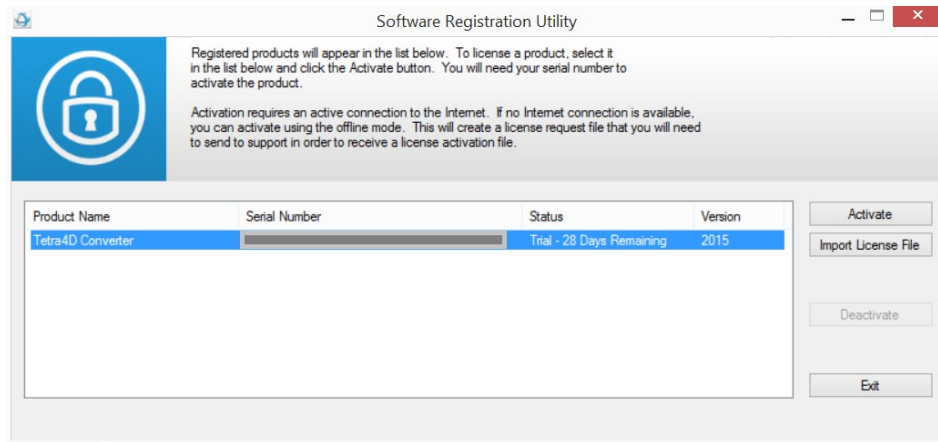 Software Registration Utility
Registered products will appear in the list below. To license a product, select it
in the list below and click the Activate button. You will need your serial number to
activate the product.
Activation requires an active connection to the Internet. If no Internet connection is available,
you can activate using the offline mode. This will create a license request file that you will need
to send to support in order to receive a license activation file.
Product Name Serial Number Status Version
Tetra4D Converter Trial - 28 Days Remaining 2015
Activate
Import License File
Deactivate
Exit